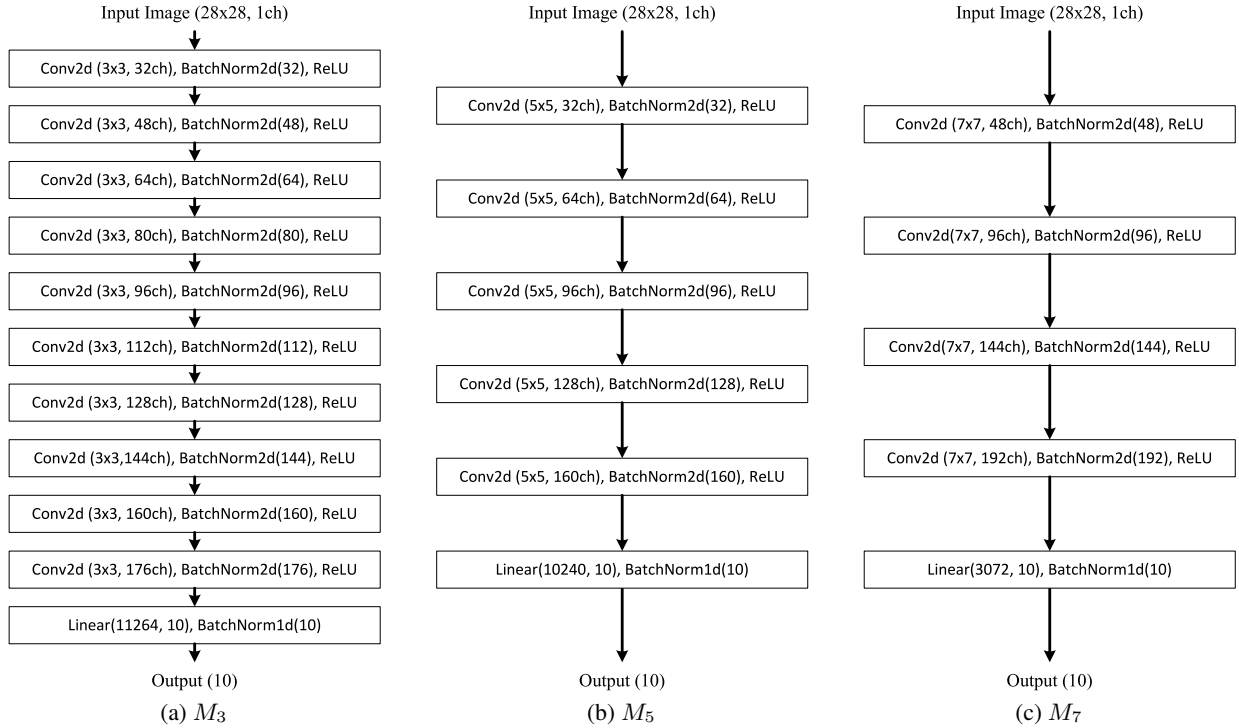 Input Image (28x28, 1ch)
Conv2d (3x3, 32ch), BatchNorm2d(32), ReLU
Conv2d (3x3, 48ch), BatchNorm2d(48), ReLU
Conv2d (3x3, 64ch), BatchNorm2d(64), ReLU
Conv2d (3x3, 80ch), BatchNorm2d(80), ReLU
Conv2d (3x3, 96ch), BatchNorm2d(96), ReLU
Conv2d (3x3, 112ch), BatchNorm2d(112), ReLU
Conv2d (3x3, 128ch), BatchNorm2d(128), ReLU
Conv2d (3x3,144ch), BatchNorm2d(144), ReLU
Conv2d (3x3, 160ch), BatchNorm2d(160), ReLU
Conv2d (3x3, 176ch), BatchNorm2d(176), ReLU
Linear(11264, 10), BatchNorm1d(10)
Output (10)
(a) M3
Input Image (28x28, 1ch)
Conv2d (5x5, 32ch), BatchNorm2d(32), ReLU
Conv2d (5x5, 64ch), BatchNorm2d(64), ReLU
Conv2d (5x5, 96ch), BatchNorm2d(96), ReLU
Conv2d (5x5, 128ch), BatchNorm2d(128), ReLU
Conv2d (5x5, 160ch), BatchNorm2d(160), ReLU
Linear(10240, 10), BatchNorm1d(10)
Output (10)
(b) M5
Input Image (28x28, 1ch)
Conv2d (7x7, 48ch), BatchNorm2d(48), ReLU
Conv2d(7x7, 96ch), BatchNorm2d(96), ReLU
Conv2d(7x7, 144ch), BatchNorm2d(144), ReLU
Conv2d (7x7, 192ch), BatchNorm2d(192), ReLU
Linear(3072, 10), BatchNorm1d(10)
Output (10)
(c) M7